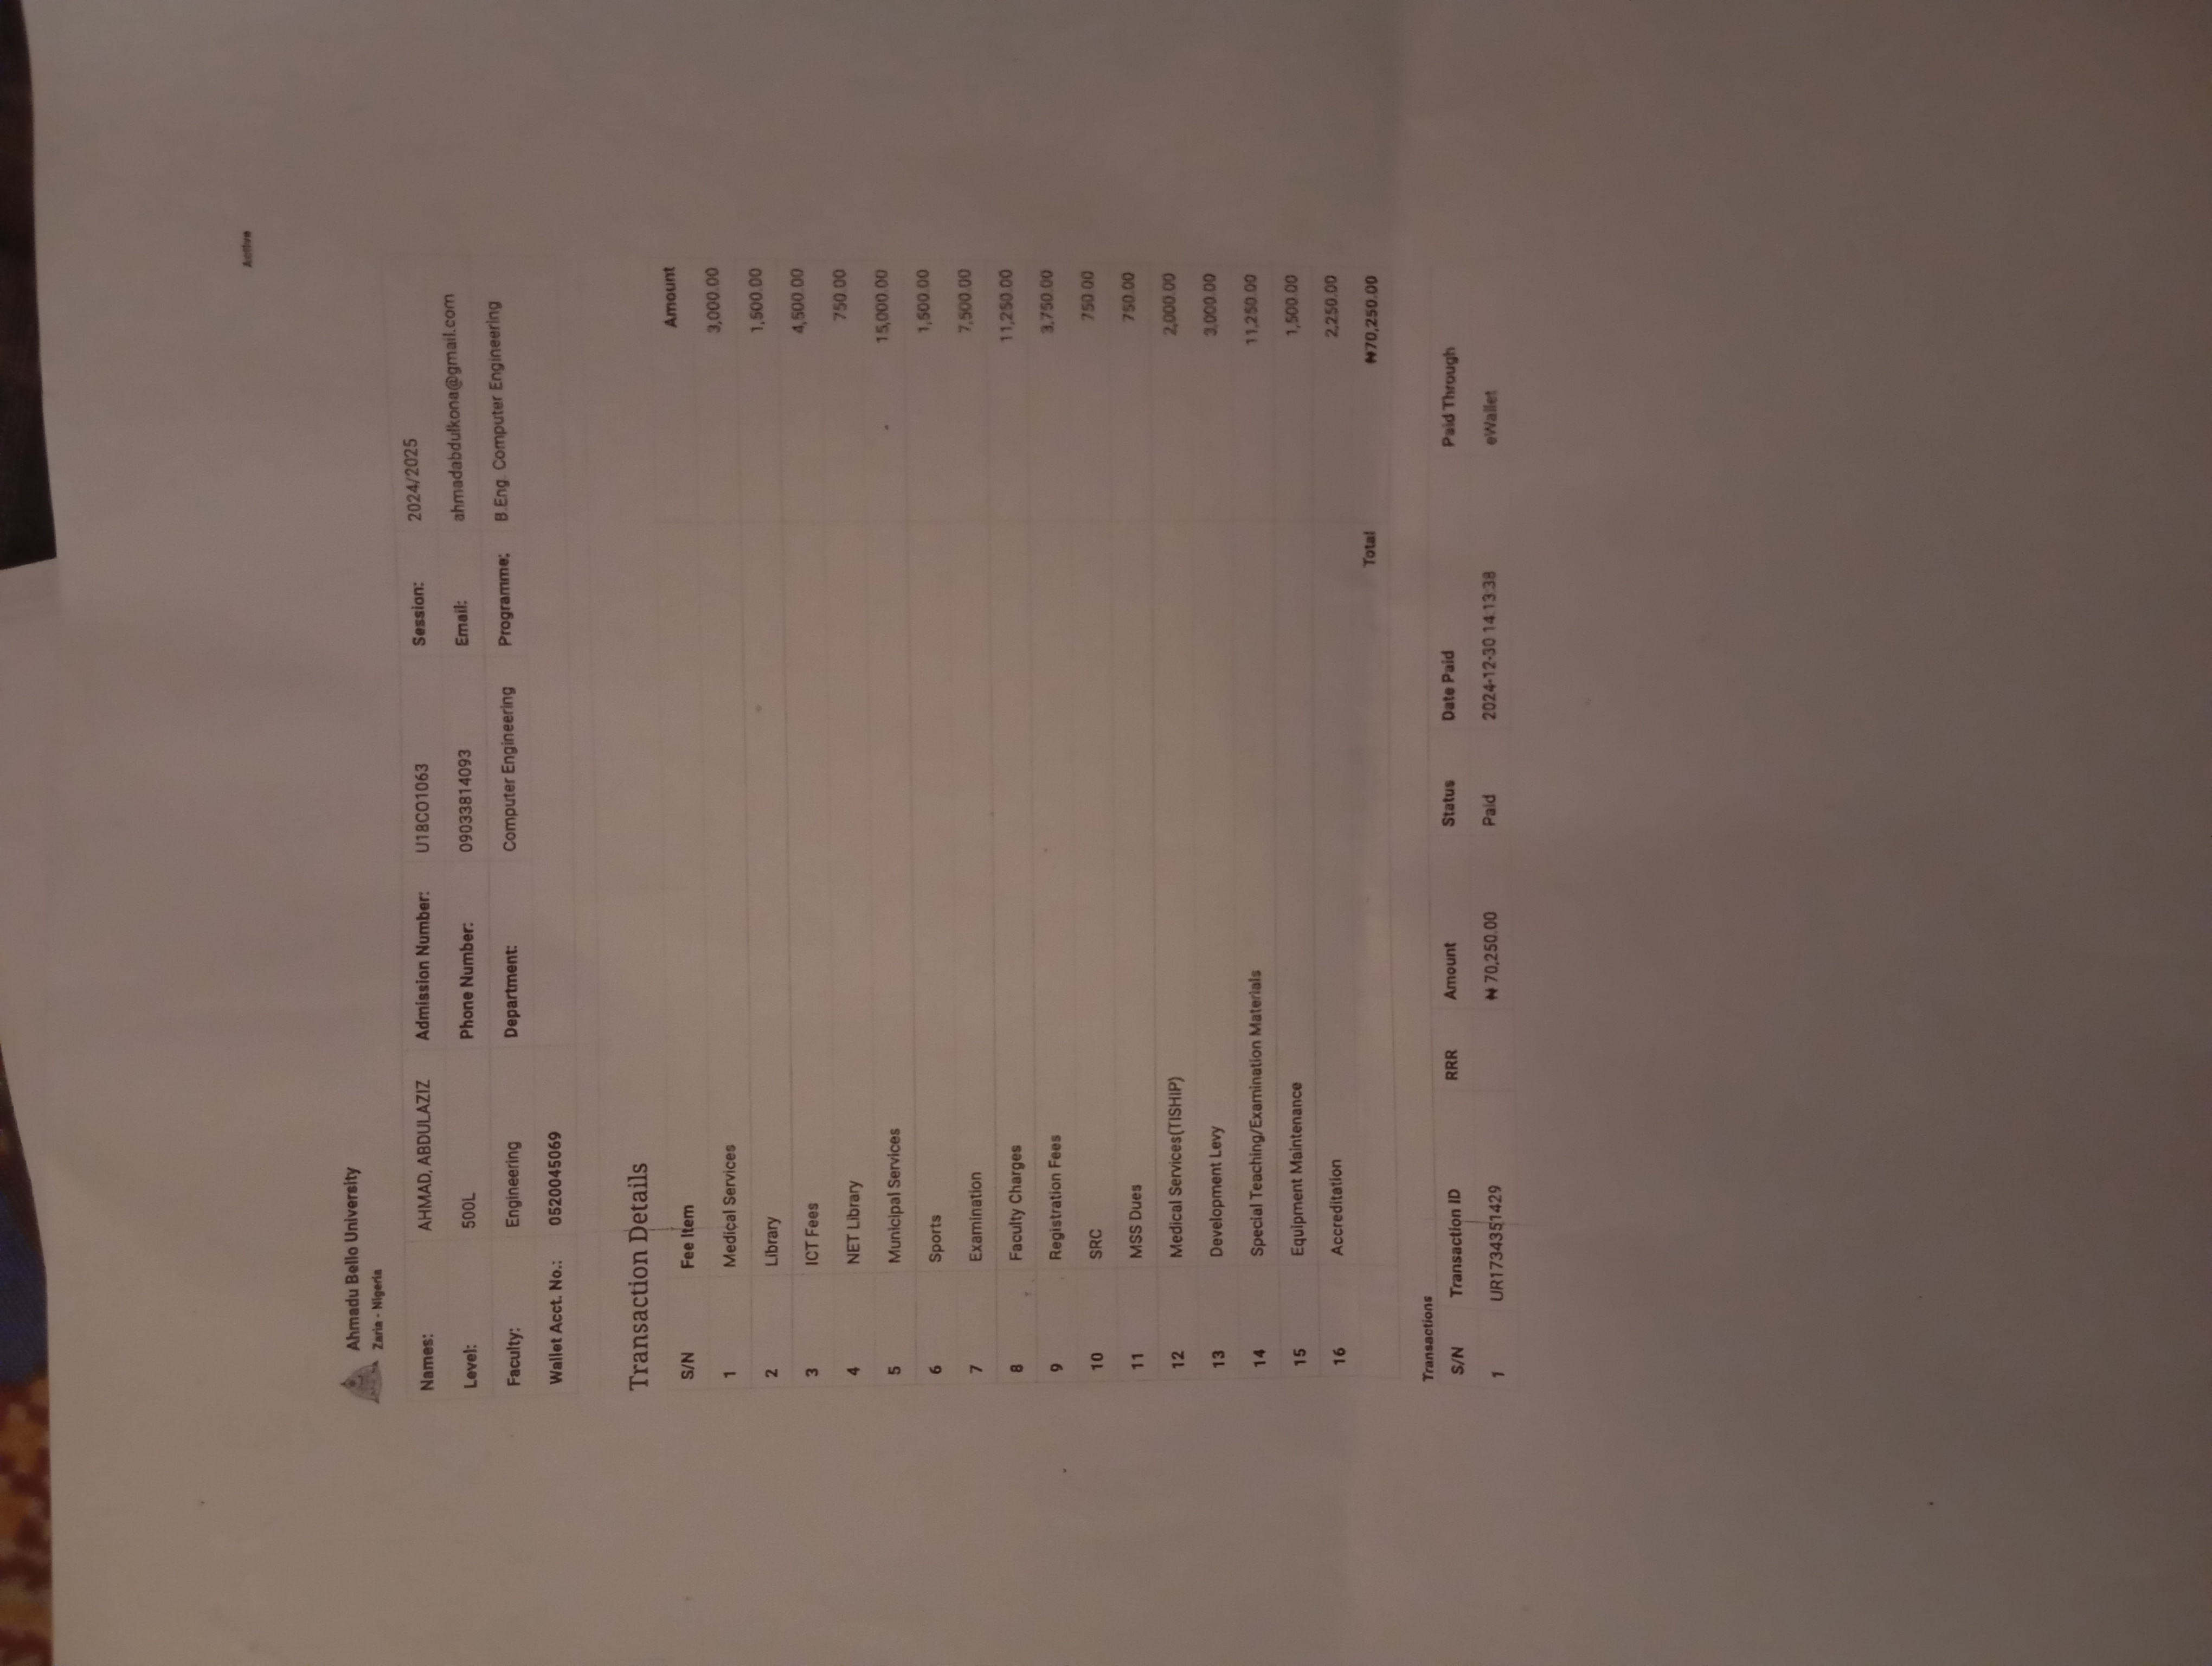 Active
Ahmadu Bello University
Zaria - Nigeria
Names: AHMAD, ABDULAZIZ Admission Number: U18CO1063 Session: 2024/2025
Level: 500L Phone Number: 09033814093 Email: ahmadabdulkona@gmail.com
Faculty: Engineering Department: Computer Engineering Programme: B.Eng. Computer Engineering
Wallet Acct. No.: 0520045069
Transaction Details
S/N Fee Item Amount
1 Medical Services 3,000.00
2 Library 1,500.00
3 ICT Fees 4,500.00
4 NET Library 750.00
5 Municipal Services 15,000.00
6 Sports 1,500.00
7 Examination 7,500.00
8 Faculty Charges 11,250.00
9 Registration Fees 3,750.00
10 SRC 750.00
11 MSS Dues 750.00
12 Medical Services(TISHIP) 2,000.00
13 Development Levy 3,000.00
14 Special Teaching/Examination Materials 11,250.00
15 Equipment Maintenance 1,500.00
16 Accreditation 2,250.00
Total ₦70,250.00
Transactions
S/N Transaction ID RRR Amount Status Date Paid Paid Through
1 UR1734351429 ₦ 70,250.00 Paid 2024-12-30 14:13:38 eWallet